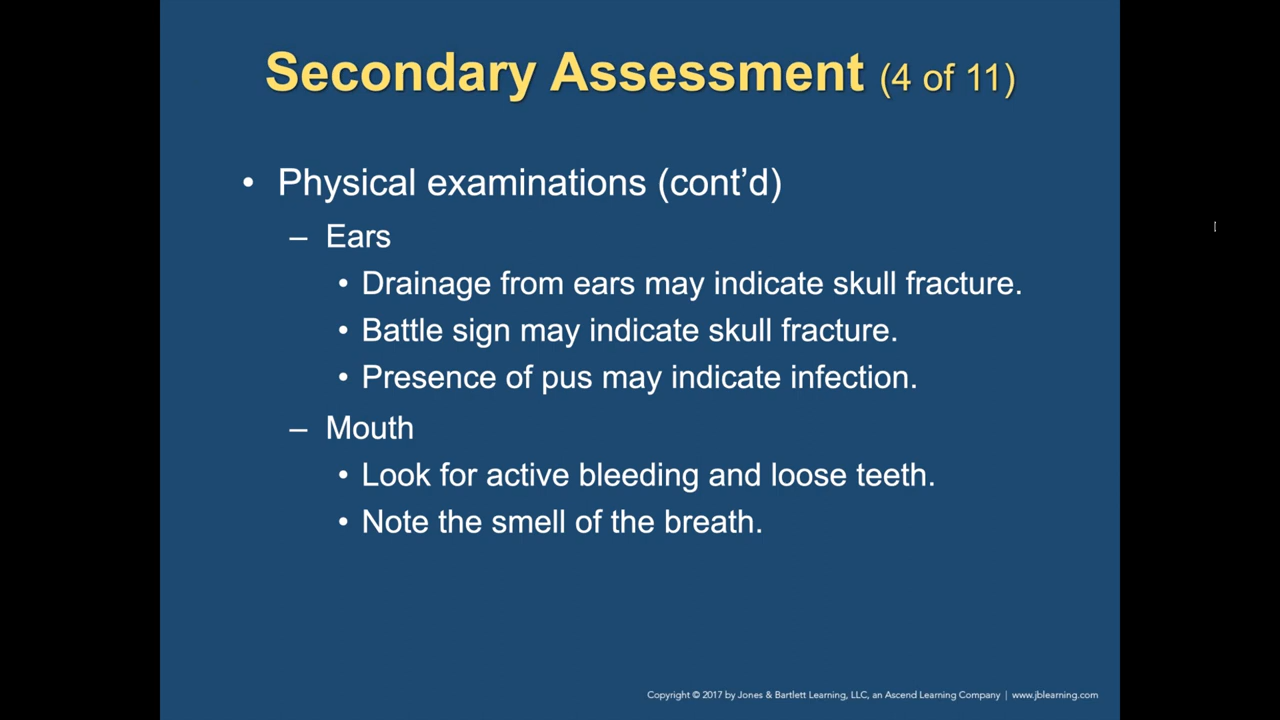 Secondary Assessment (4 of 11)
• Physical examinations (cont’d)
– Ears
• Drainage from ears may indicate skull fracture.
• Battle sign may indicate skull fracture.
• Presence of pus may indicate infection.
– Mouth
• Look for active bleeding and loose teeth.
• Note the smell of the breath.
Copyright © 2017 by Jones & Bartlett Learning, LLC, an Ascend Learning Company | www.jblearning.com